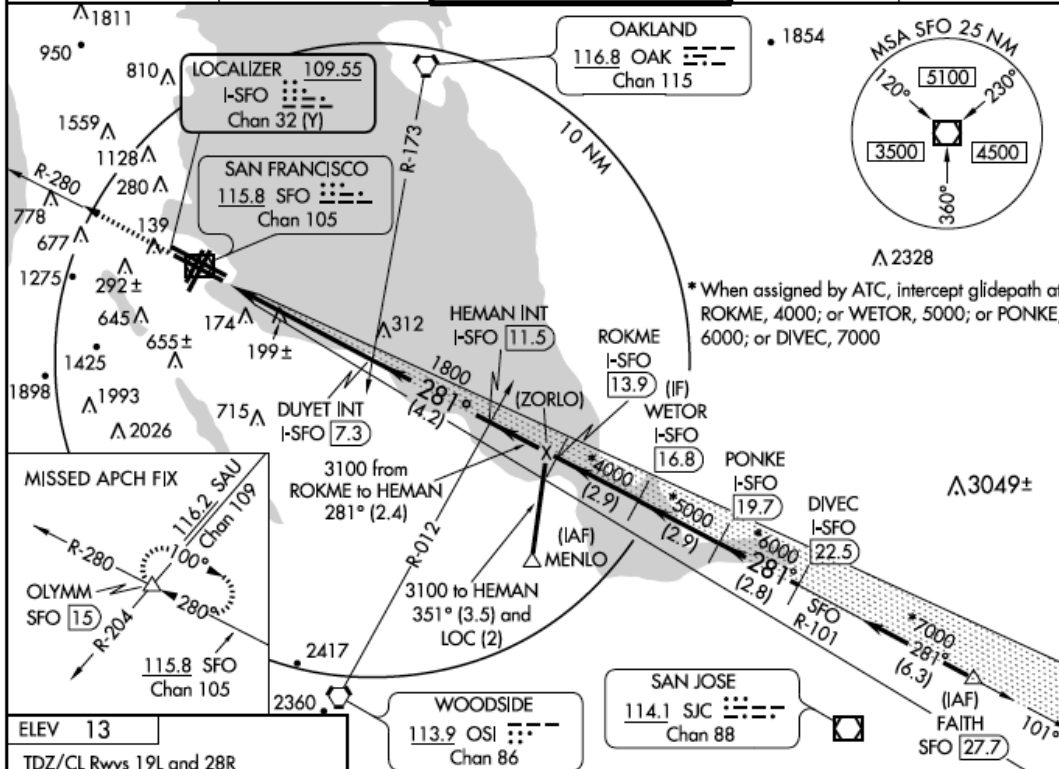 1811
950
810
LOCALIZER 109.55
I-SFO
Chan 32 (Y)
OAKLAND
116.8 OAK
Chan 115
1854
MSA SFO 25 NM
120°
5100
230°
3500
4500
360°
10 NM
R-173
1559
1128
280
R-280
778
677
139
SAN FRANCISCO
115.8 SFO
Chan 105
1275
292±
645
655±
174
199±
312
1425
1898
1993
2026
715
2328
* When assigned by ATC, intercept glidepath at
ROKME, 4000; or WETOR, 5000; or PONKE,
6000; or DIVEC, 7000
HEMAN INT
I-SFO 11.5
1800
281°
(4.2)
DUYET INT
I-SFO 7.3
ROKME
I-SFO
13.9
(IF)
(ZORLO)
WETOR
I-SFO
16.8
3100 from
ROKME to HEMAN
281° (2.4)
*4000
(2.9)
PONKE
I-SFO
19.7
*5000
(2.9)
3049±
DIVEC
I-SFO
22.5
*6000
281°
(2.8)
R-012
(IAF)
MENLO
3100 to HEMAN
351° (3.5) and
LOC (2)
SFO
R-101
*7000
281°
(6.3)
(IAF)
FAITH
SFO 27.7
101°
MISSED APCH FIX
116.2 SAU
Chan 109
R-280
100°
OLYMM
SFO 15
280°
R-204
115.8 SFO
Chan 105
2417
2360
WOODSIDE
113.9 OSI
Chan 86
SAN JOSE
114.1 SJC
Chan 88
ELEV 13
TDZ/CL Rwys 19L and 28R